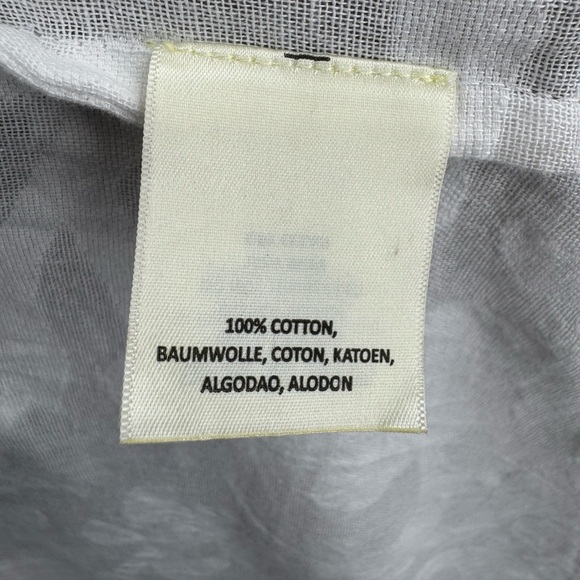 100% COTTON,
BAUMWOLLE, COTON, KATOEN,
ALGODAO, ALODON